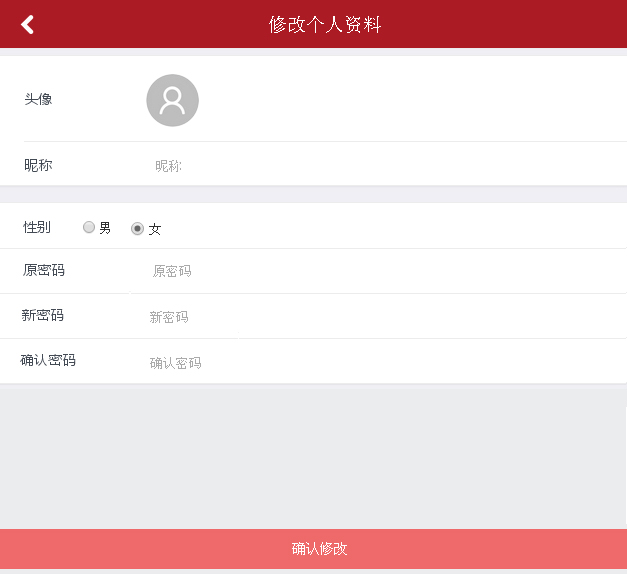 修改个人资料
头像
昵称 昵称
性别 男 女
原密码 原密码
新密码 新密码
确认密码 确认密码
确认修改